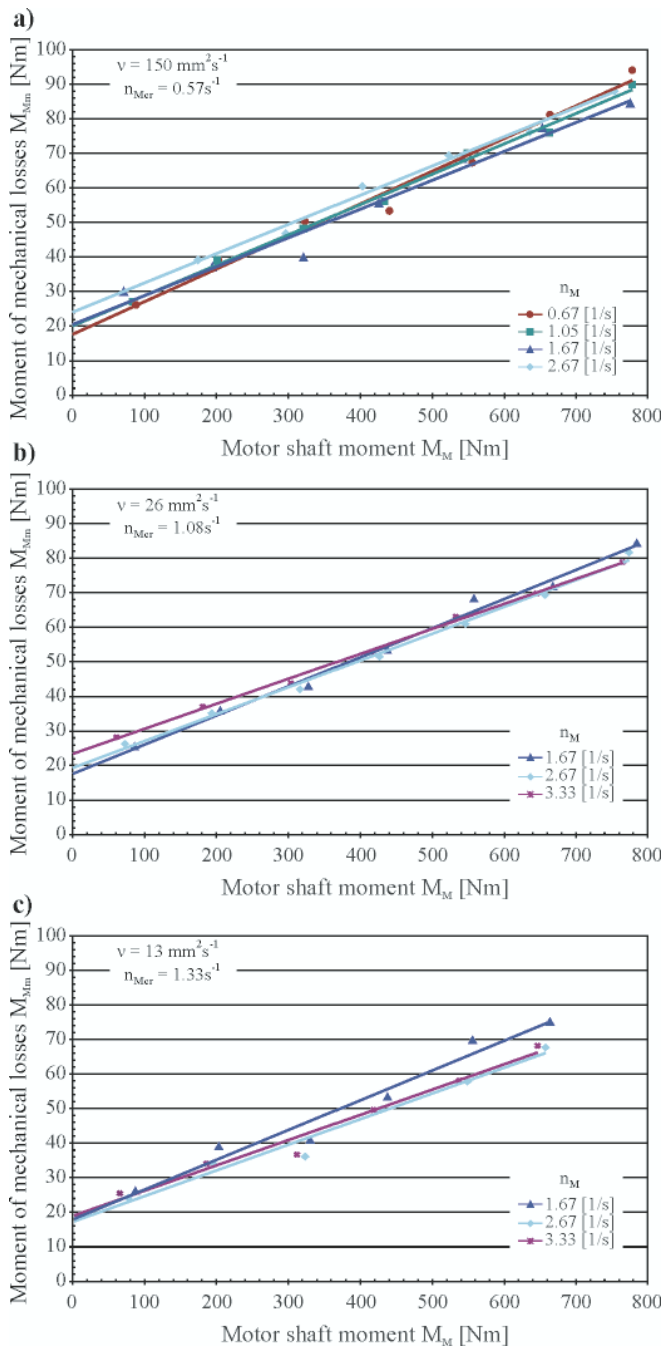 a)
Moment of mechanical losses M_Mm [Nm]
100
90
80
70
60
50
40
30
20
10
0
ν = 150 mm²s⁻¹
n_Mcr = 0.57s⁻¹
n_M
0.67 [1/s]
1.05 [1/s]
1.67 [1/s]
2.67 [1/s]
0 100 200 300 400 500 600 700 800
Motor shaft moment M_M [Nm]
b)
Moment of mechanical losses M_Mm [Nm]
100
90
80
70
60
50
40
30
20
10
0
ν = 26 mm²s⁻¹
n_Mcr = 1.08s⁻¹
n_M
1.67 [1/s]
2.67 [1/s]
3.33 [1/s]
0 100 200 300 400 500 600 700 800
Motor shaft moment M_M [Nm]
c)
Moment of mechanical losses M_Mm [Nm]
100
90
80
70
60
50
40
30
20
10
0
ν = 13 mm²s⁻¹
n_Mcr = 1.33s⁻¹
n_M
1.67 [1/s]
2.67 [1/s]
3.33 [1/s]
0 100 200 300 400 500 600 700 800
Motor shaft moment M_M [Nm]